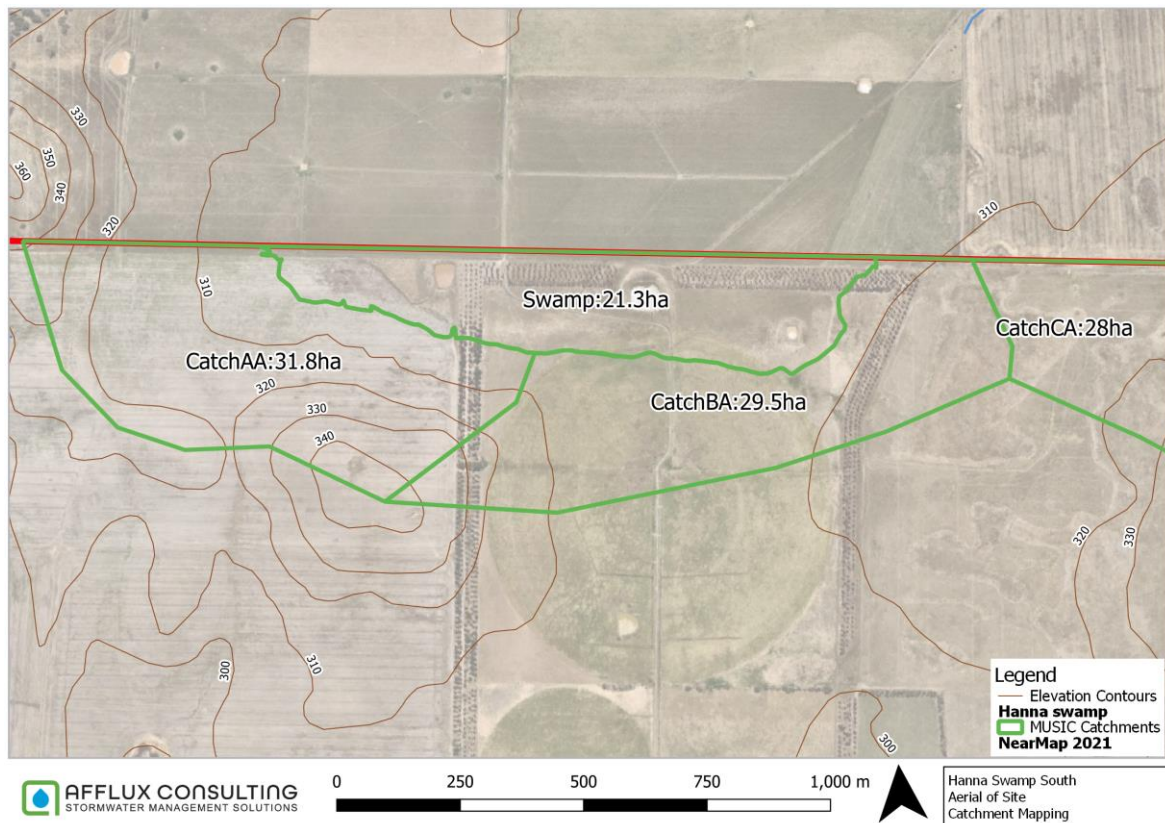 330
350
360
340
320
310
310
Swamp:21.3ha
CatchCA:28ha
CatchAA:31.8ha
CatchBA:29.5ha
320
330
340
320
330
300
310
300
Legend
Elevation Contours
Hanna swamp
MUSIC Catchments
NearMap 2021
AFFLUX CONSULTING
STORMWATER MANAGEMENT SOLUTIONS
0 250 500 750 1,000 m
Hanna Swamp South
Aerial of Site
Catchment Mapping